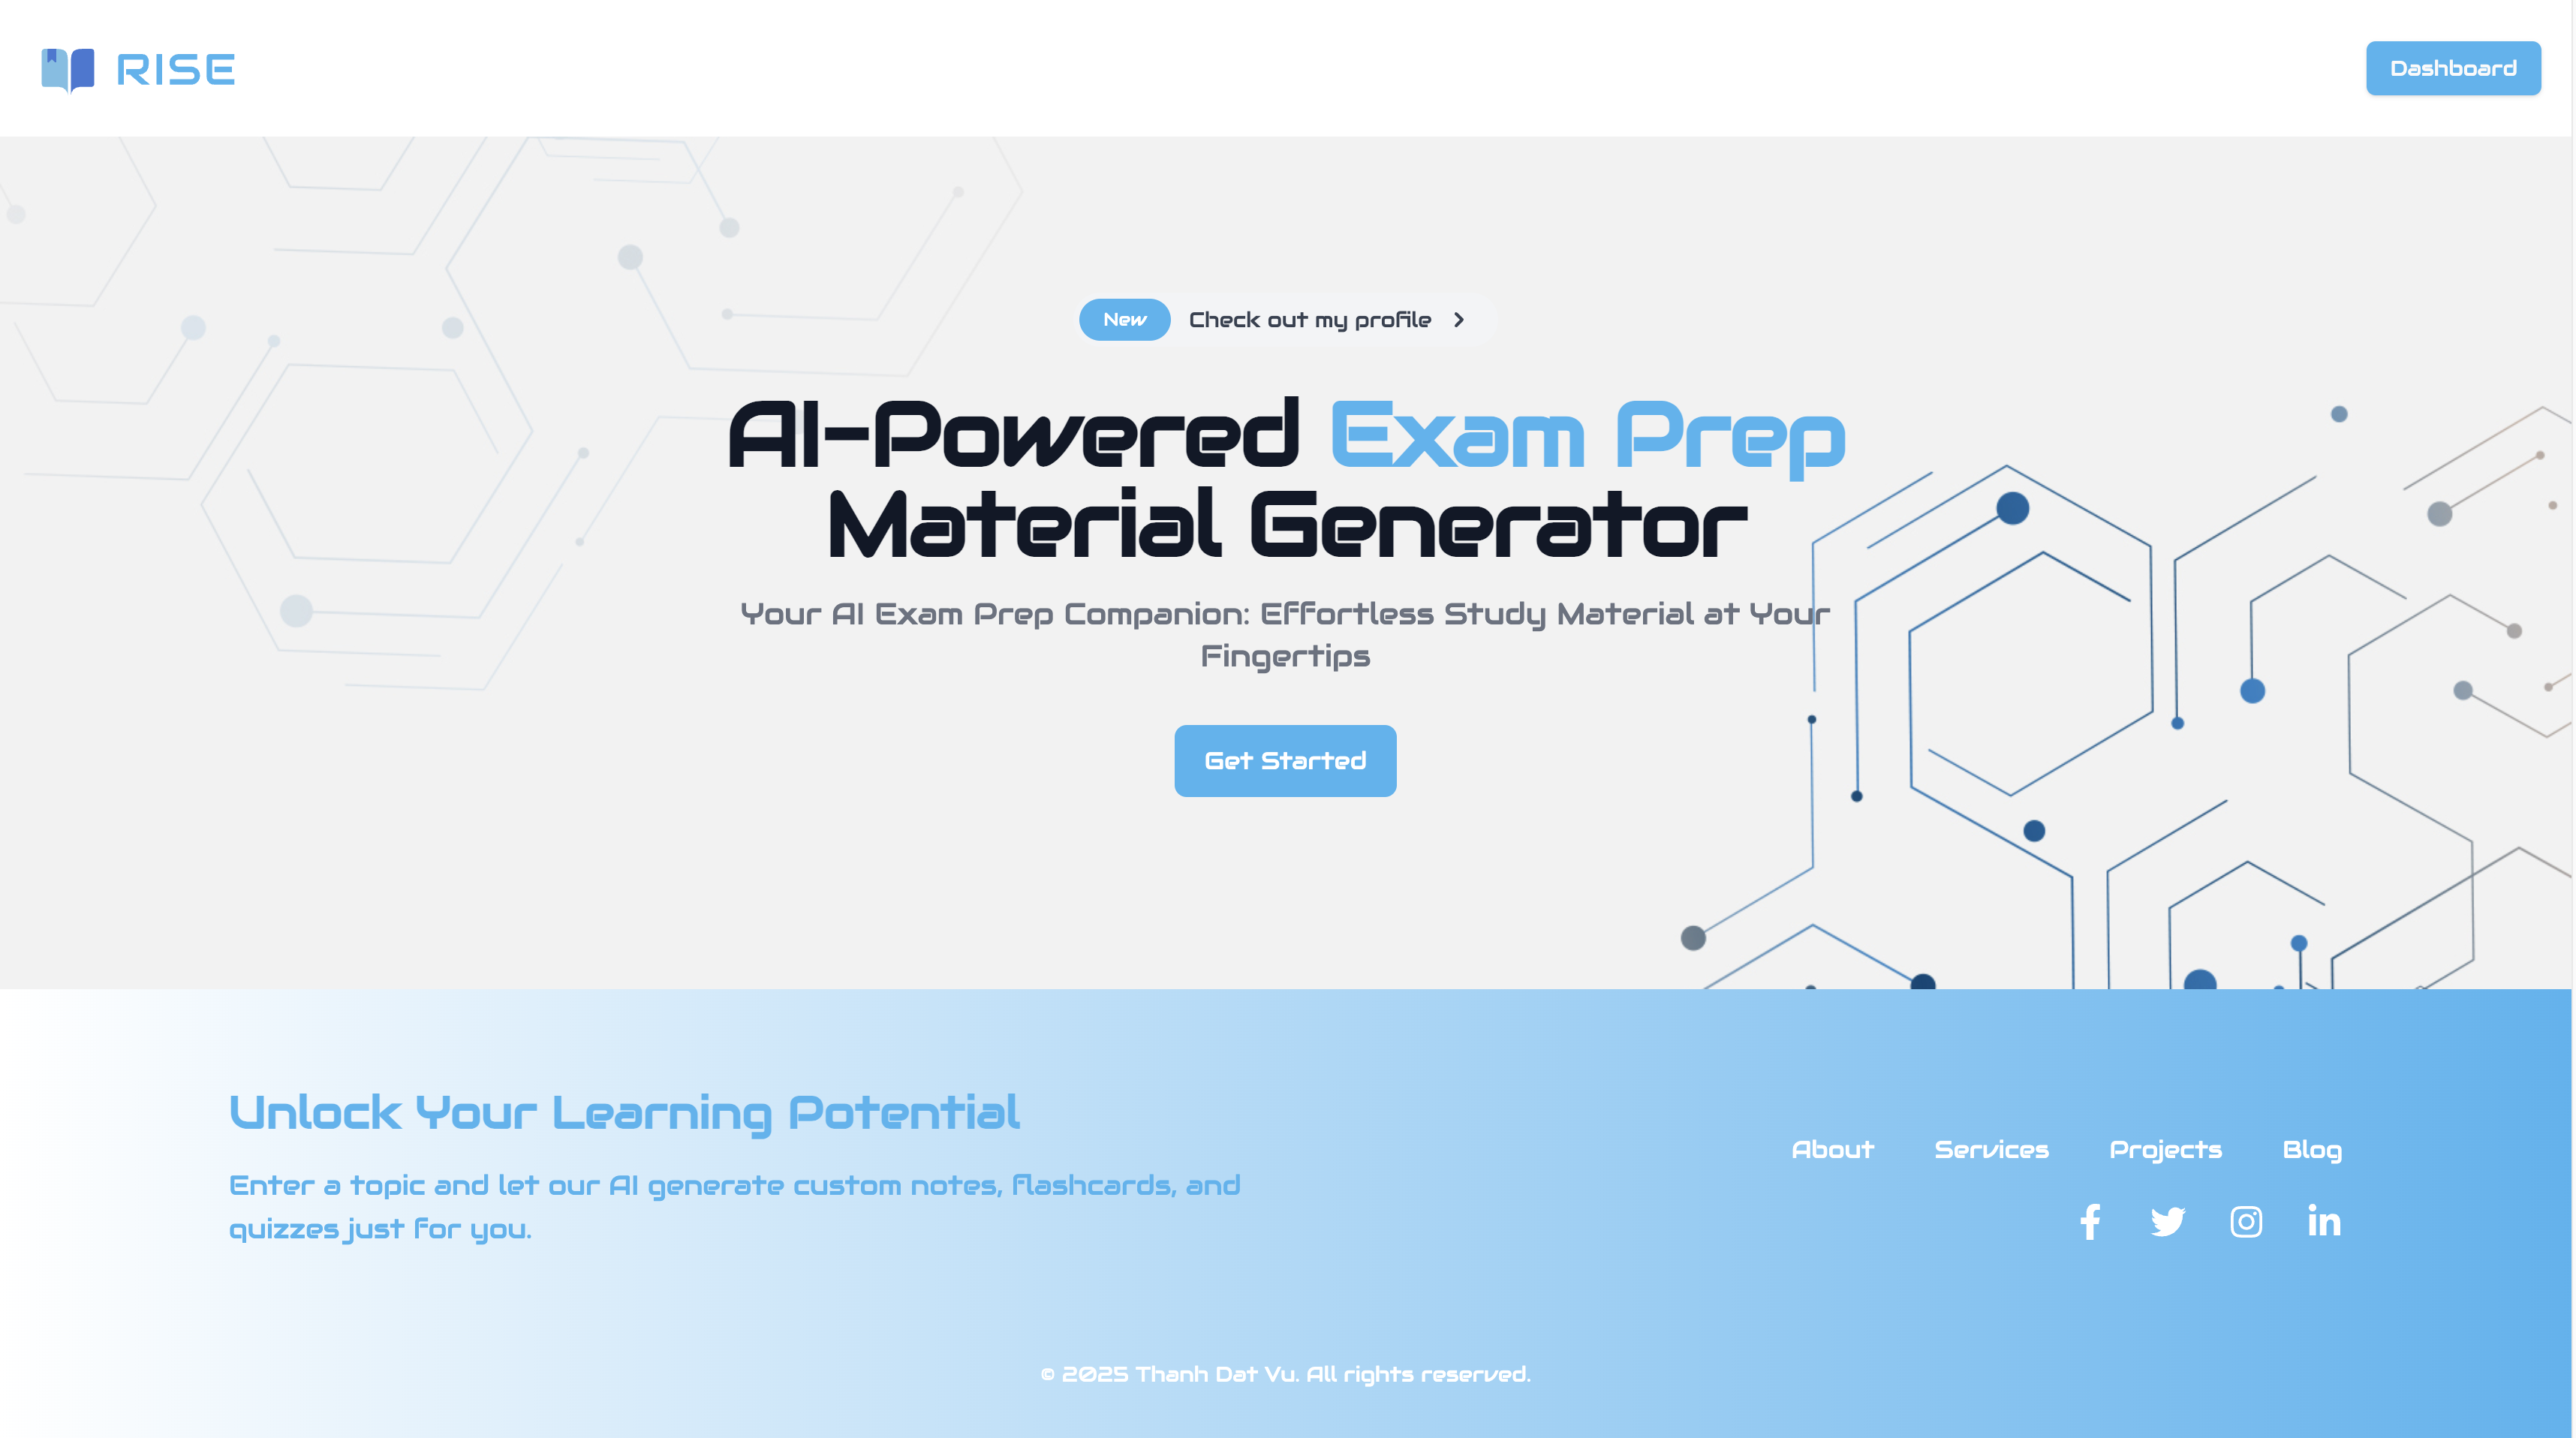 RISE
Dashboard
New Check out my profile
AI-Powered Exam Prep
Material Generator
Your AI Exam Prep Companion: Effortless Study Material at Your
Fingertips
Get Started
Unlock Your Learning Potential
Enter a topic and let our AI generate custom notes, flashcards, and
quizzes just for you.
About Services Projects Blog
© 2025 Thanh Dat Vu. All rights reserved.